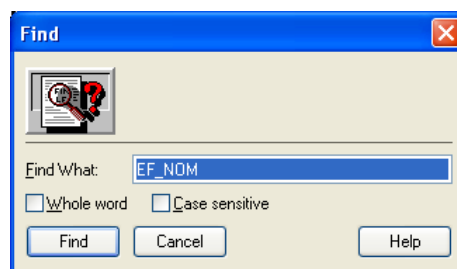 Find
Find What: EF_NOM
Whole word Case sensitive
Find Cancel Help